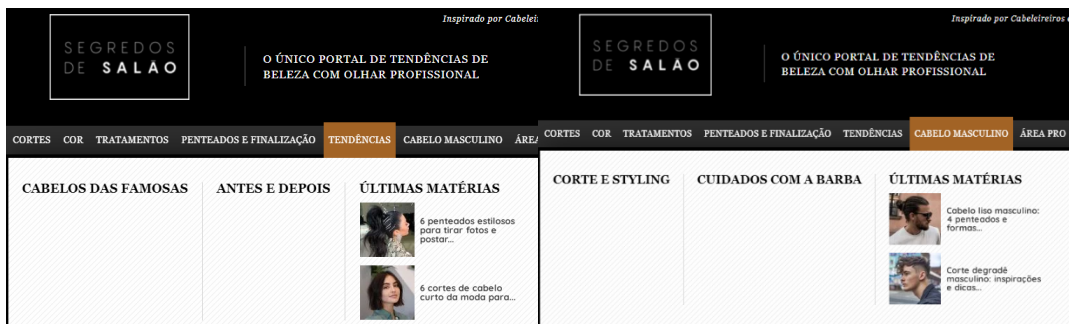 Inspirado por
SEGREDOS
DE SALÃO
O ÚNICO PORTAL DE TENDÊNCIAS DE
BELEZA COM OLHAR PROFISSIONAL
CORTES COR TRATAMENTOS PENTEADOS E FINALIZAÇÃO TENDÊNCIAS CABELO MASCULINO
CABELOS DAS FAMOSAS
ANTES E DEPOIS
ÚLTIMAS MATÉRIAS
6 penteados estilosos
para tirar fotos e
postar...
6 cortes de cabelo
curto da moda para...
Inspirado por Cabeleireiros
SEGREDOS
DE SALÃO
O ÚNICO PORTAL DE TENDÊNCIAS DE
BELEZA COM OLHAR PROFISSIONAL
CORTES COR TRATAMENTOS PENTEADOS E FINALIZAÇÃO TENDÊNCIAS CABELO MASCULINO ÁREA PRO
CORTE E STYLING
CUIDADOS COM A BARBA
ÚLTIMAS MATÉRIAS
Cabelo liso masculino:
4 penteados e
formas...
Corte degradê
masculino: inspirações
e dicas...